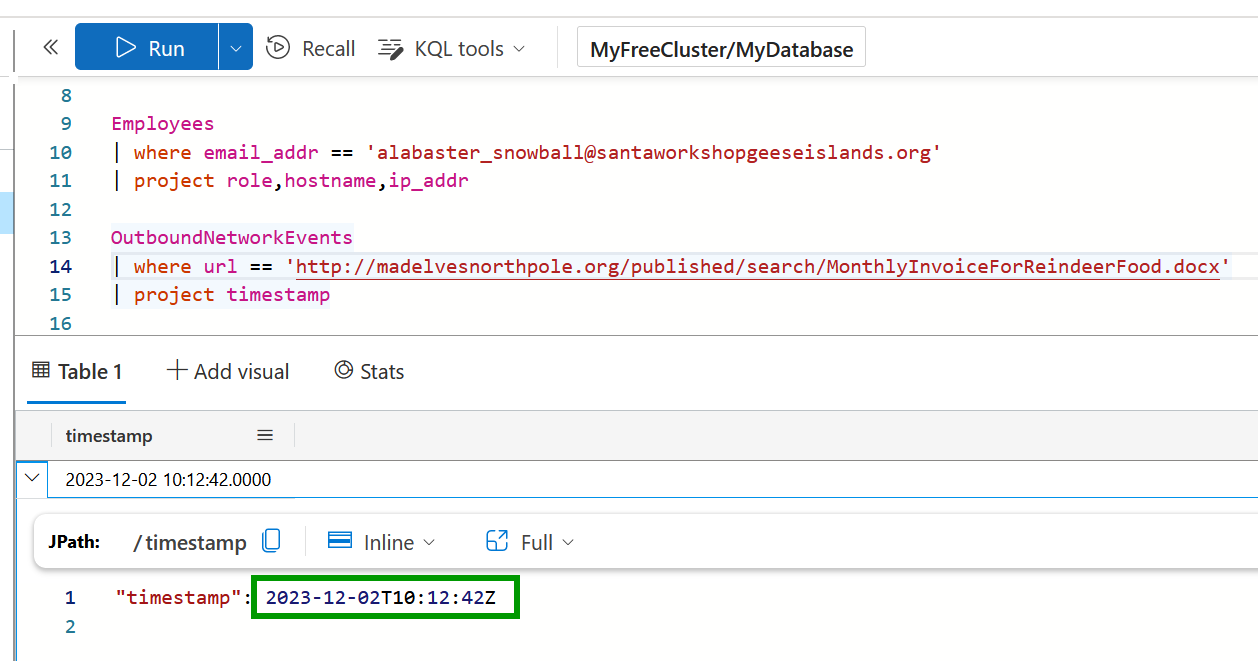 Run Recall KQL tools MyFreeCluster/MyDatabase
8
9 Employees
10 | where email_addr == 'alabaster_snowball@santaworkshopgeeseislands.org'
11 | project role,hostname,ip_addr
12
13 OutboundNetworkEvents
14 | where url == 'http://madelvesnorthpole.org/published/search/MonthlyInvoiceForReindeerFood.docx'
15 | project timestamp
16
Table 1 Add visual Stats
timestamp
2023-12-02 10:12:42.0000
JPath: /timestamp Inline Full
1 "timestamp": 2023-12-02T10:12:42Z
2